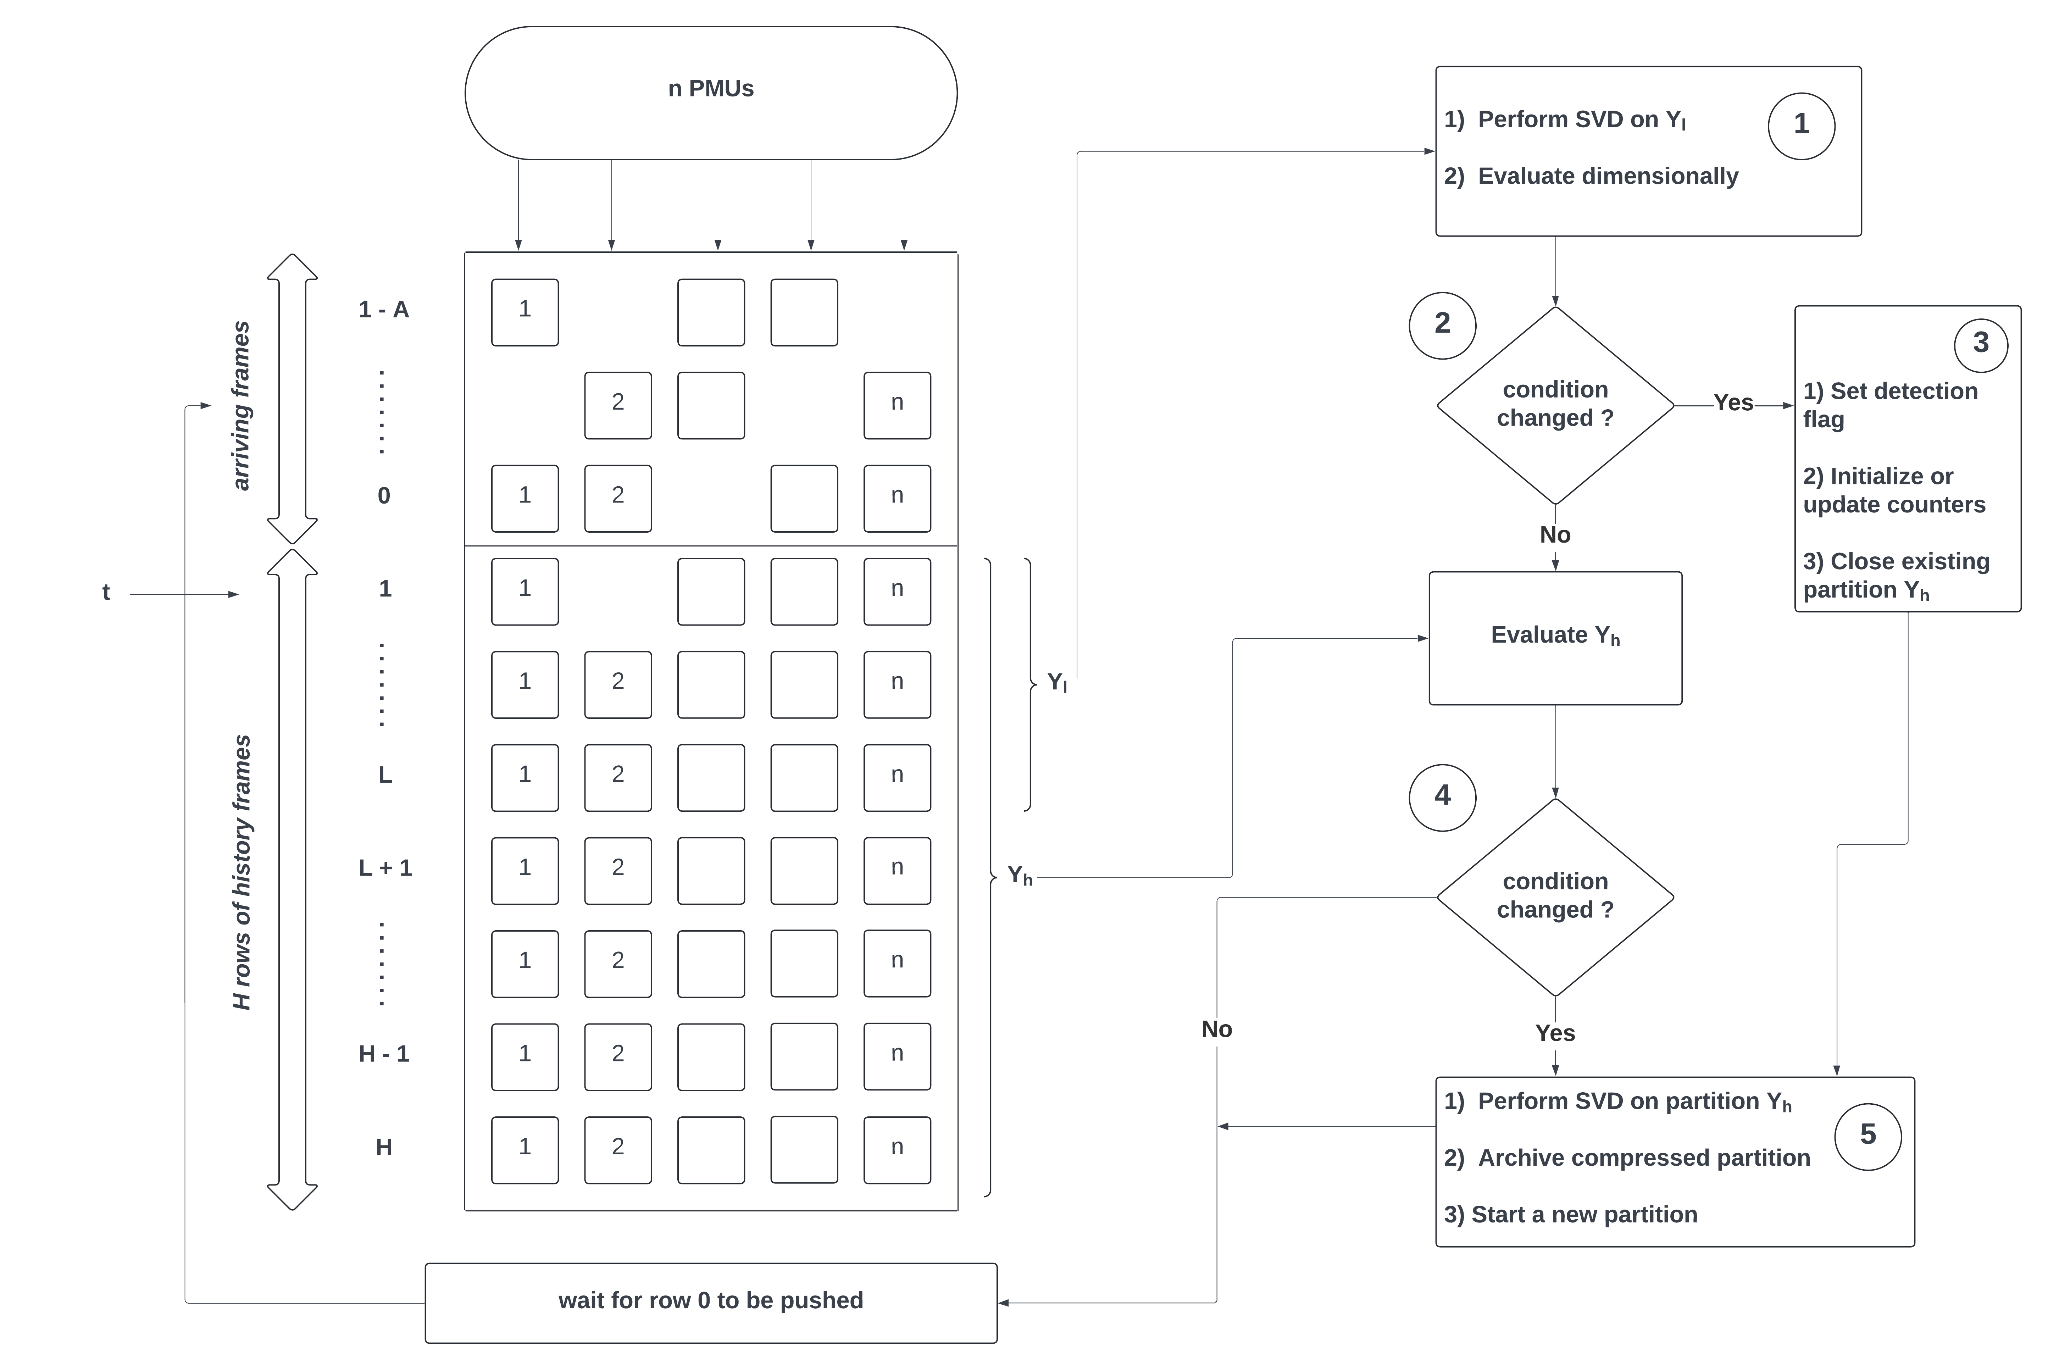 n PMUs
1) Perform SVD on Yl
1
2) Evaluate dimensionally
arriving frames
1 - A
1
2
condition
changed ?
Yes
3
1) Set detection
flag
2) Initialize or
update counters
3) Close existing
partition Yh
. . . . . . .
2 n
0
1 2 n
No
t
1
1 n
Evaluate Yh
. . . . . . .
1 2 n
Yl
H rows of history frames
L
1 2 n
4
L + 1
1 2 n
Yh
condition
changed ?
. . . . . . .
1 2 n
No
Yes
H - 1
1 2 n
H
1 2 n
1) Perform SVD on partition Yh
5
2) Archive compressed partition
3) Start a new partition
wait for row 0 to be pushed